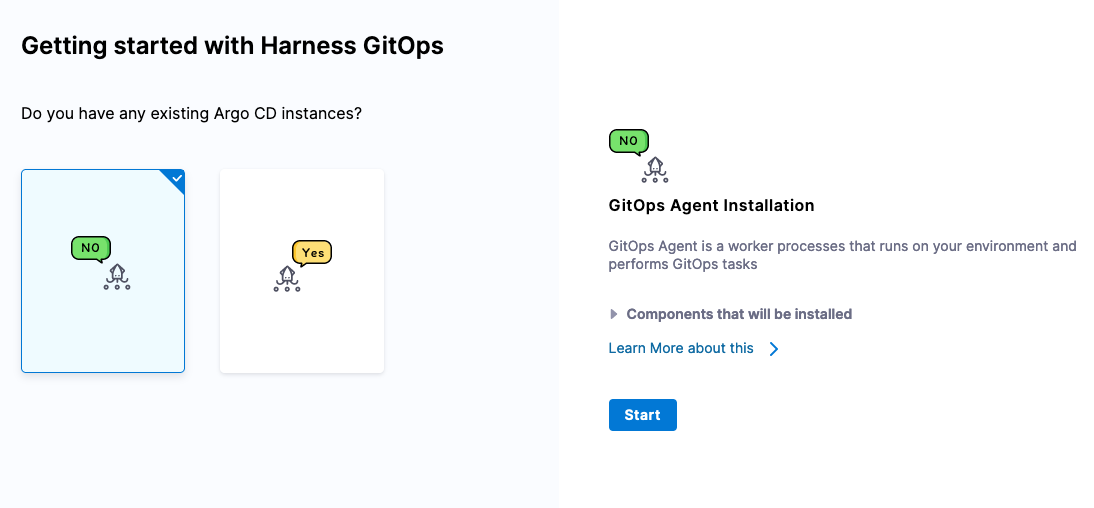 Getting started with Harness GitOps
Do you have any existing Argo CD instances?
NO
Yes
NO
GitOps Agent Installation
GitOps Agent is a worker processes that runs on your environment and
performs GitOps tasks
Components that will be installed
Learn More about this
Start